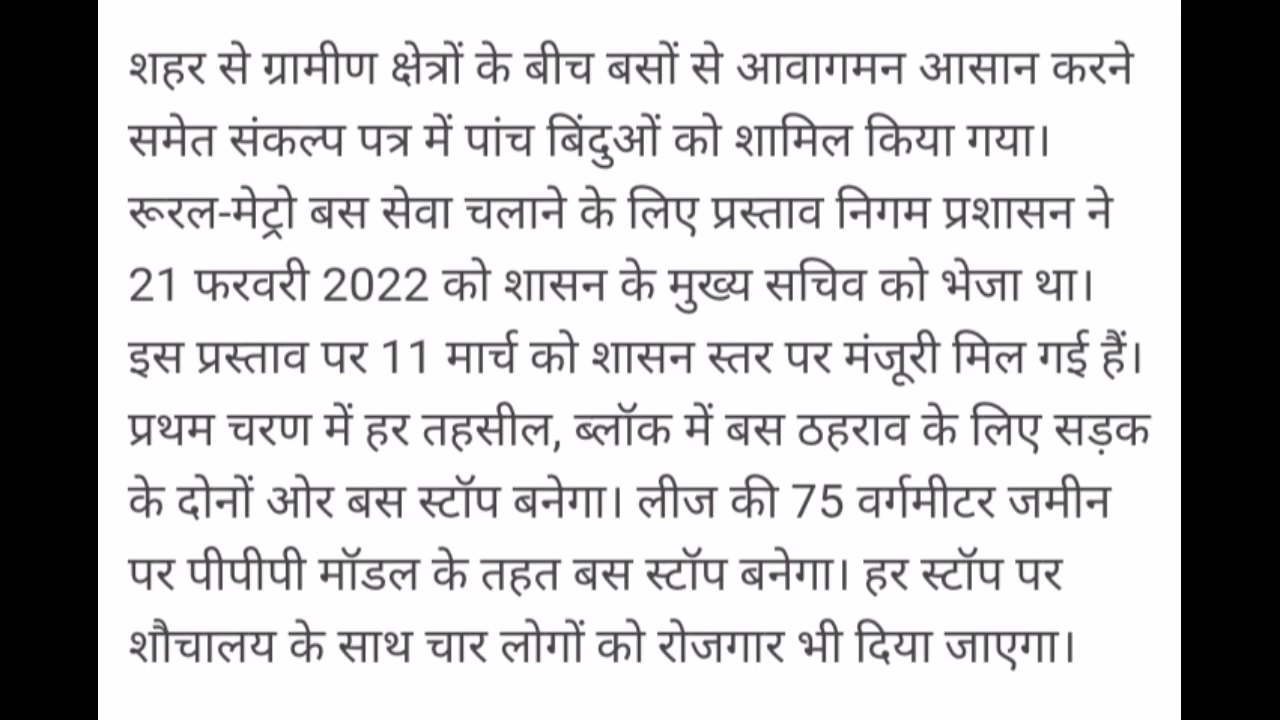 शहर से ग्रामीण क्षेत्रों के बीच बसों से आवागमन आसान करने
समेत संकल्प पत्र में पांच बिंदुओं को शामिल किया गया।
रूरल-मेट्रो बस सेवा चलाने के लिए प्रस्ताव निगम प्रशासन ने
21 फरवरी 2022 को शासन के मुख्य सचिव को भेजा था।
इस प्रस्ताव पर 11 मार्च को शासन स्तर पर मंजूरी मिल गई हैं।
प्रथम चरण में हर तहसील, ब्लॉक में बस ठहराव के लिए सड़क
के दोनों ओर बस स्टॉप बनेगा। लीज की 75 वर्गमीटर जमीन
पर पीपीपी मॉडल के तहत बस स्टॉप बनेगा। हर स्टॉप पर
शौचालय के साथ चार लोगों को रोजगार भी दिया जाएगा।